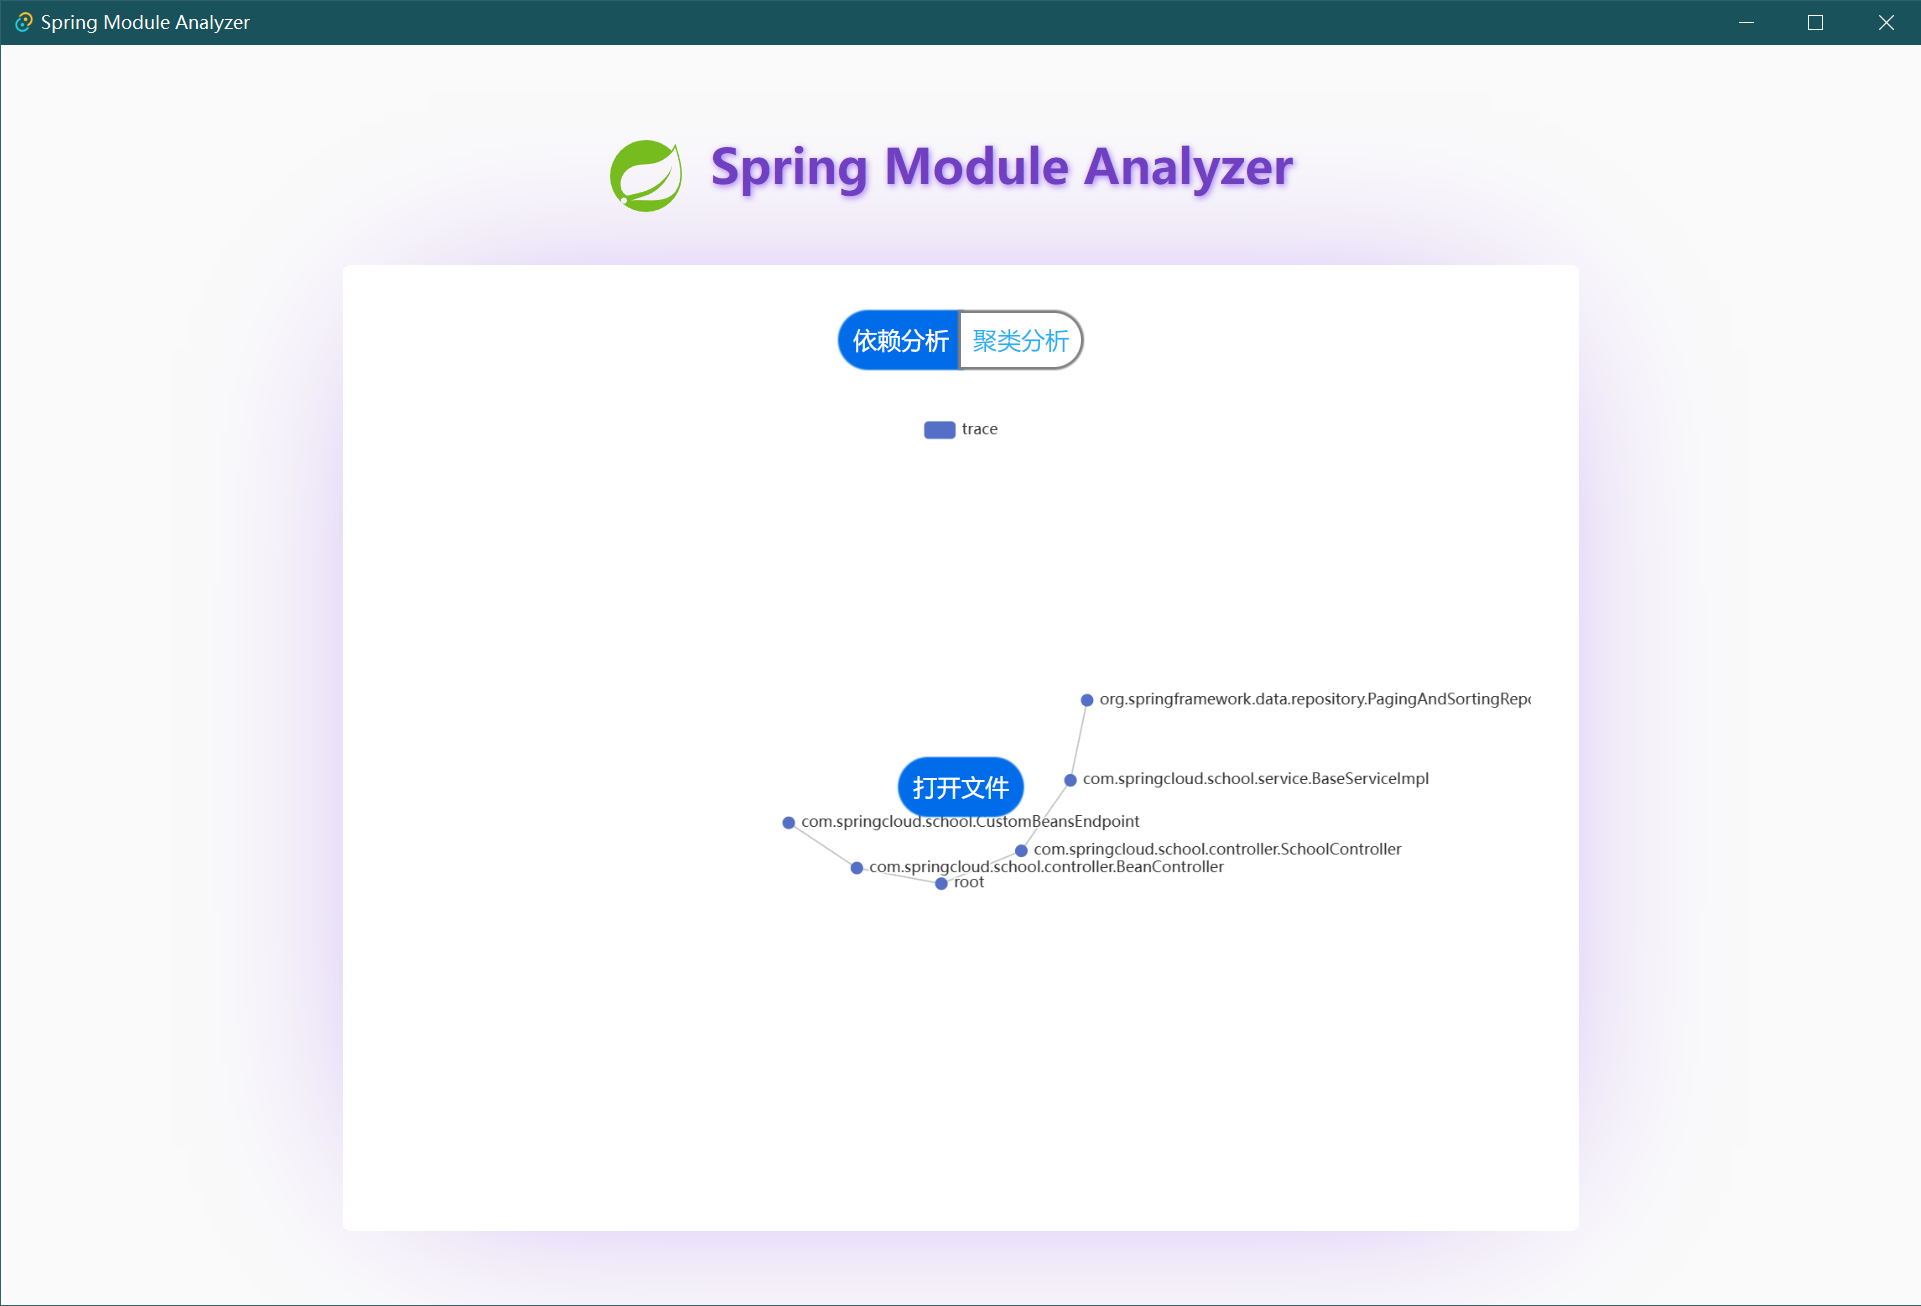 Spring Module Analyzer
Spring Module Analyzer
依赖分析
聚类分析
trace
org.springframework.data.repository.PagingAndSortingRepo
com.springcloud.school.service.BaseServiceImpl
打开文件
com.springcloud.school.CustomBeansEndpoint
com.springcloud.school.controller.SchoolController
com.springcloud.school.controller.BeanController
root